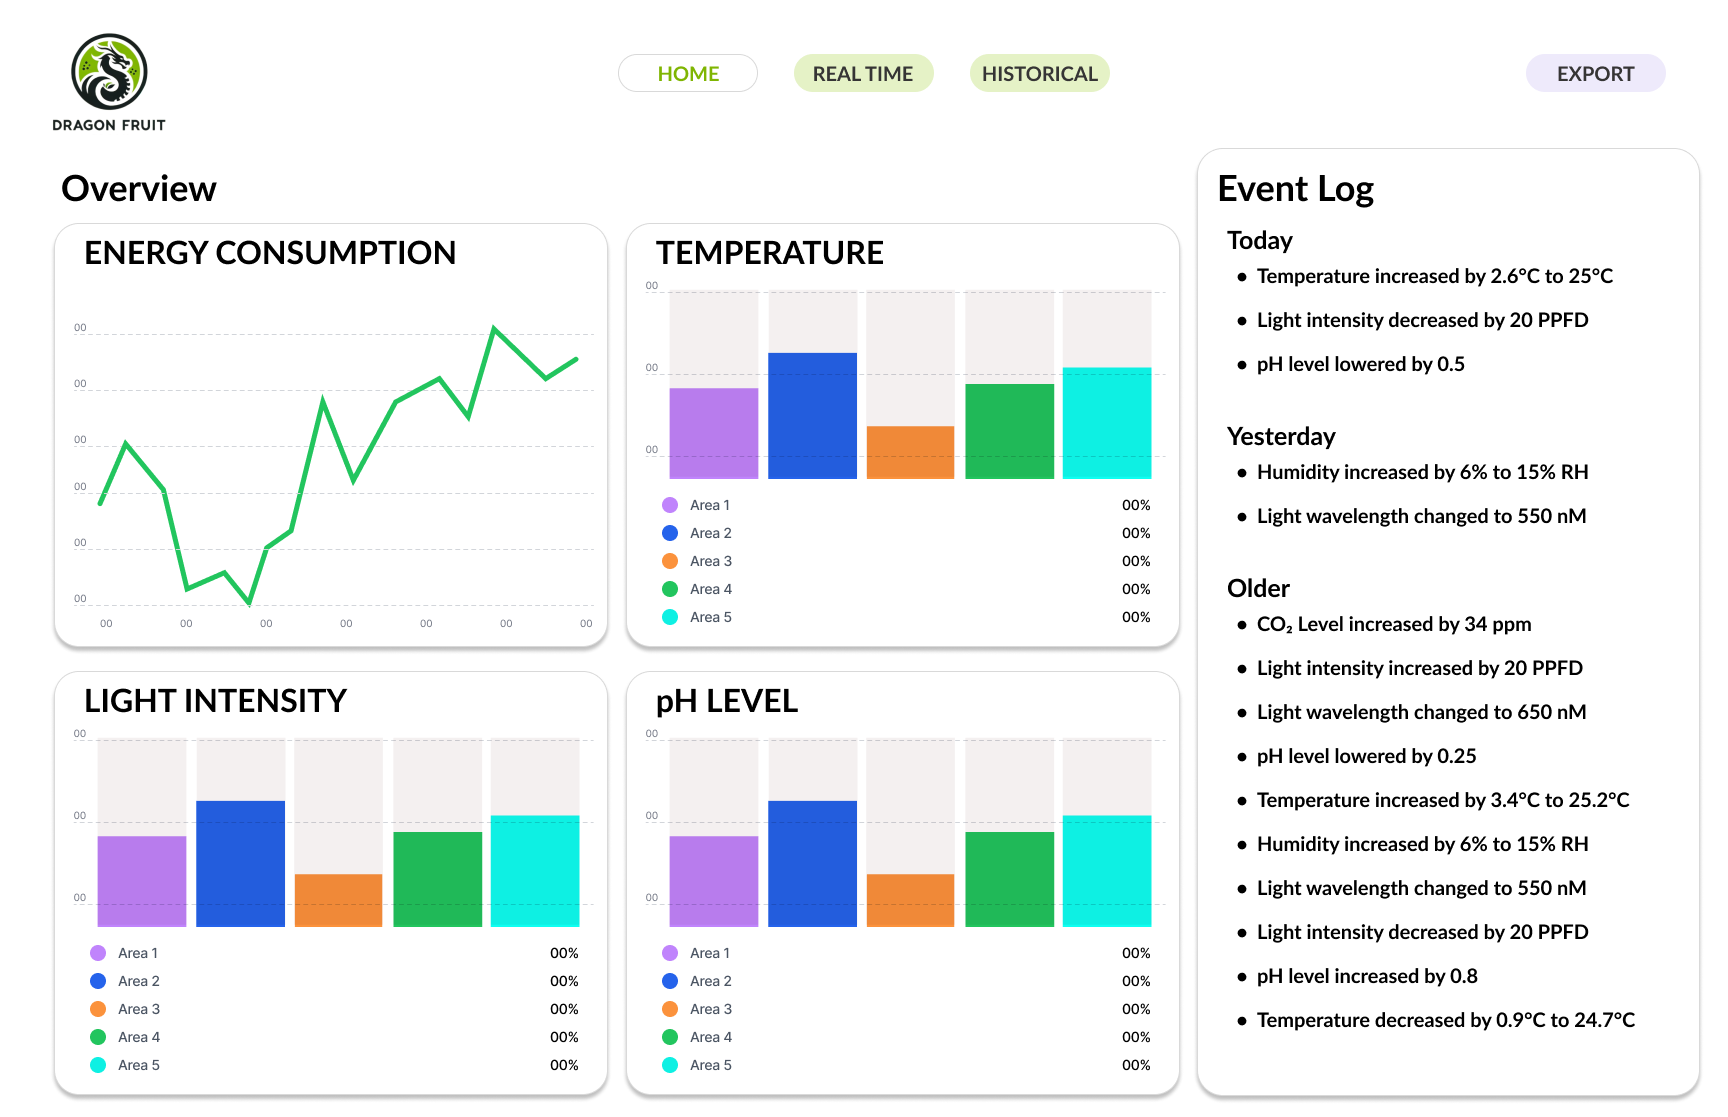 DRAGON FRUIT
HOME
REAL TIME
HISTORICAL
EXPORT
Overview
ENERGY CONSUMPTION
00
00
00
00
00
00
00 00 00 00 00 00 00
TEMPERATURE
00
00
00
Area 1 00%
Area 2 00%
Area 3 00%
Area 4 00%
Area 5 00%
LIGHT INTENSITY
00
00
00
Area 1 00%
Area 2 00%
Area 3 00%
Area 4 00%
Area 5 00%
pH LEVEL
00
00
00
Area 1 00%
Area 2 00%
Area 3 00%
Area 4 00%
Area 5 00%
Event Log
Today
• Temperature increased by 2.6°C to 25°C
• Light intensity decreased by 20 PPFD
• pH level lowered by 0.5
Yesterday
• Humidity increased by 6% to 15% RH
• Light wavelength changed to 550 nM
Older
• CO₂ Level increased by 34 ppm
• Light intensity increased by 20 PPFD
• Light wavelength changed to 650 nM
• pH level lowered by 0.25
• Temperature increased by 3.4°C to 25.2°C
• Humidity increased by 6% to 15% RH
• Light wavelength changed to 550 nM
• Light intensity decreased by 20 PPFD
• pH level increased by 0.8
• Temperature decreased by 0.9°C to 24.7°C